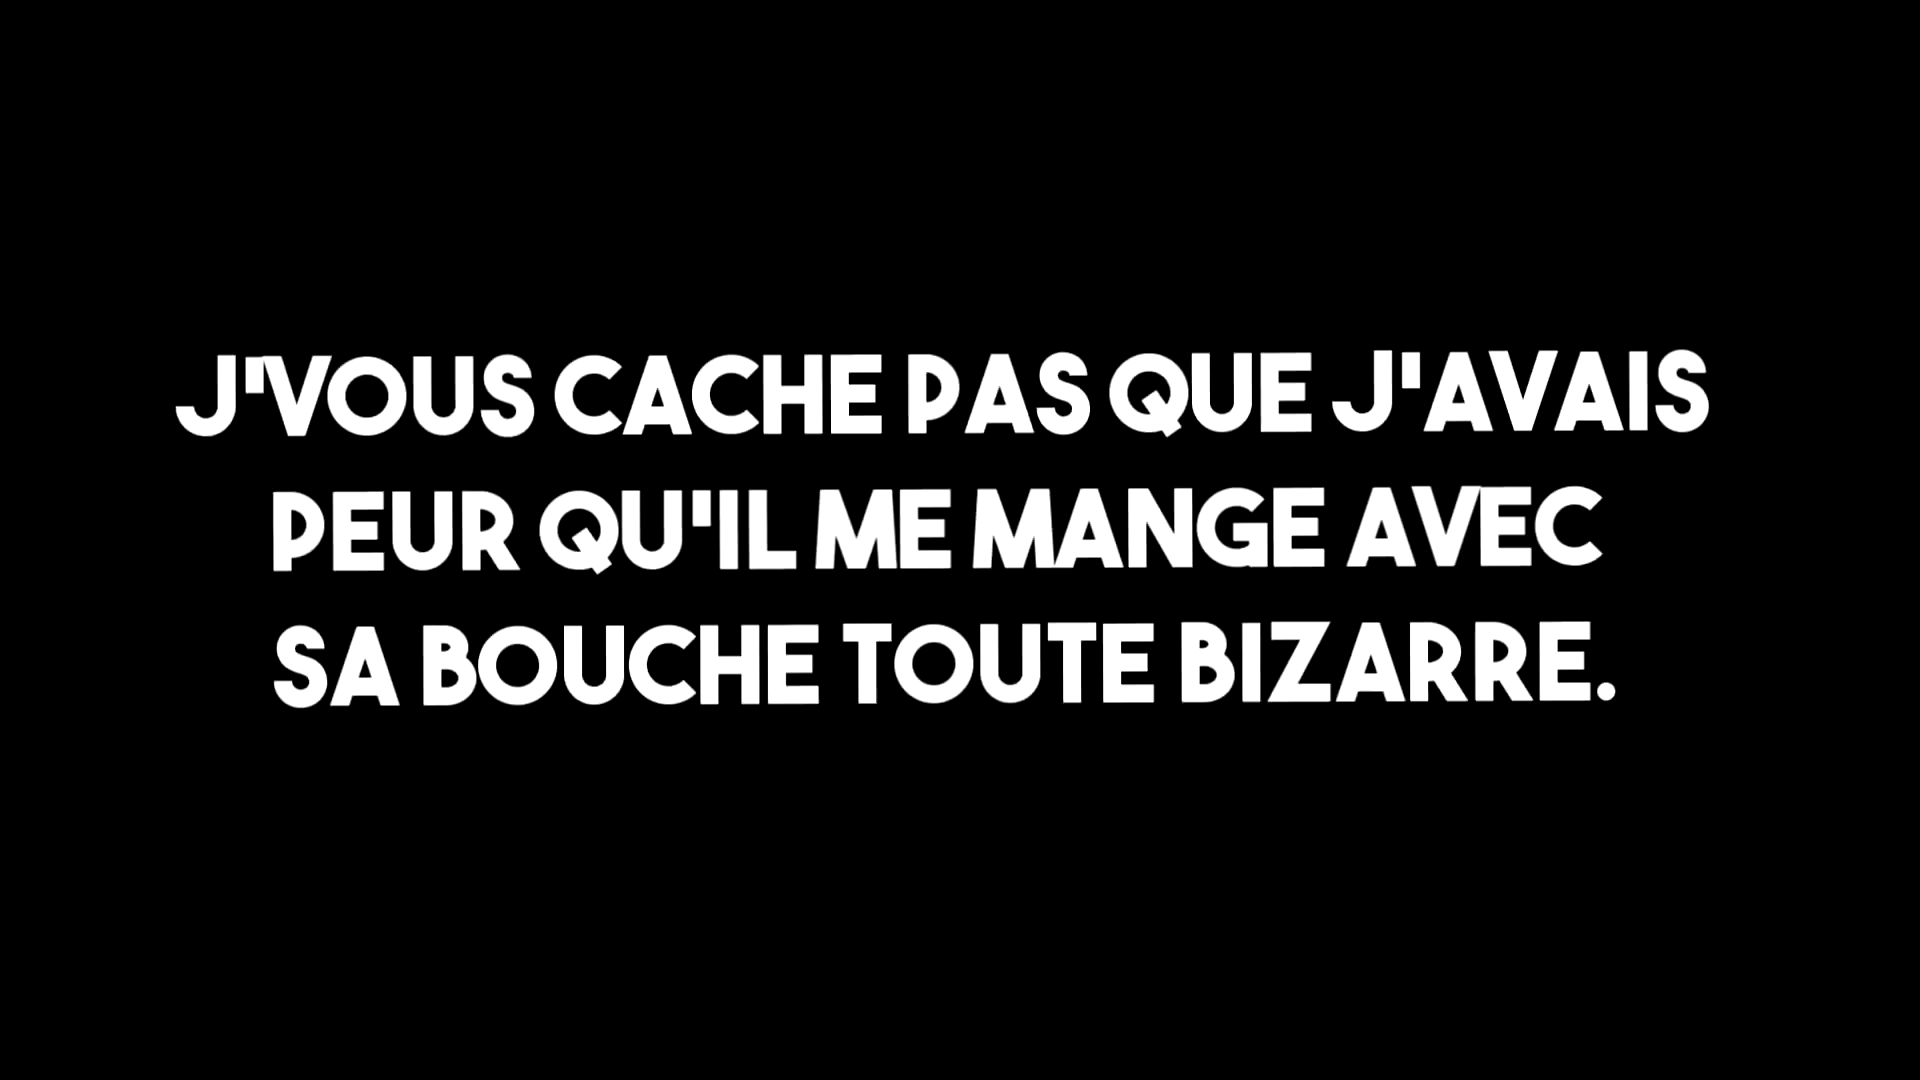 J'VOUS CACHE PAS QUE J'AVAIS
PEUR QU'IL ME MANGE AVEC
SA BOUCHE TOUTE BIZARRE.